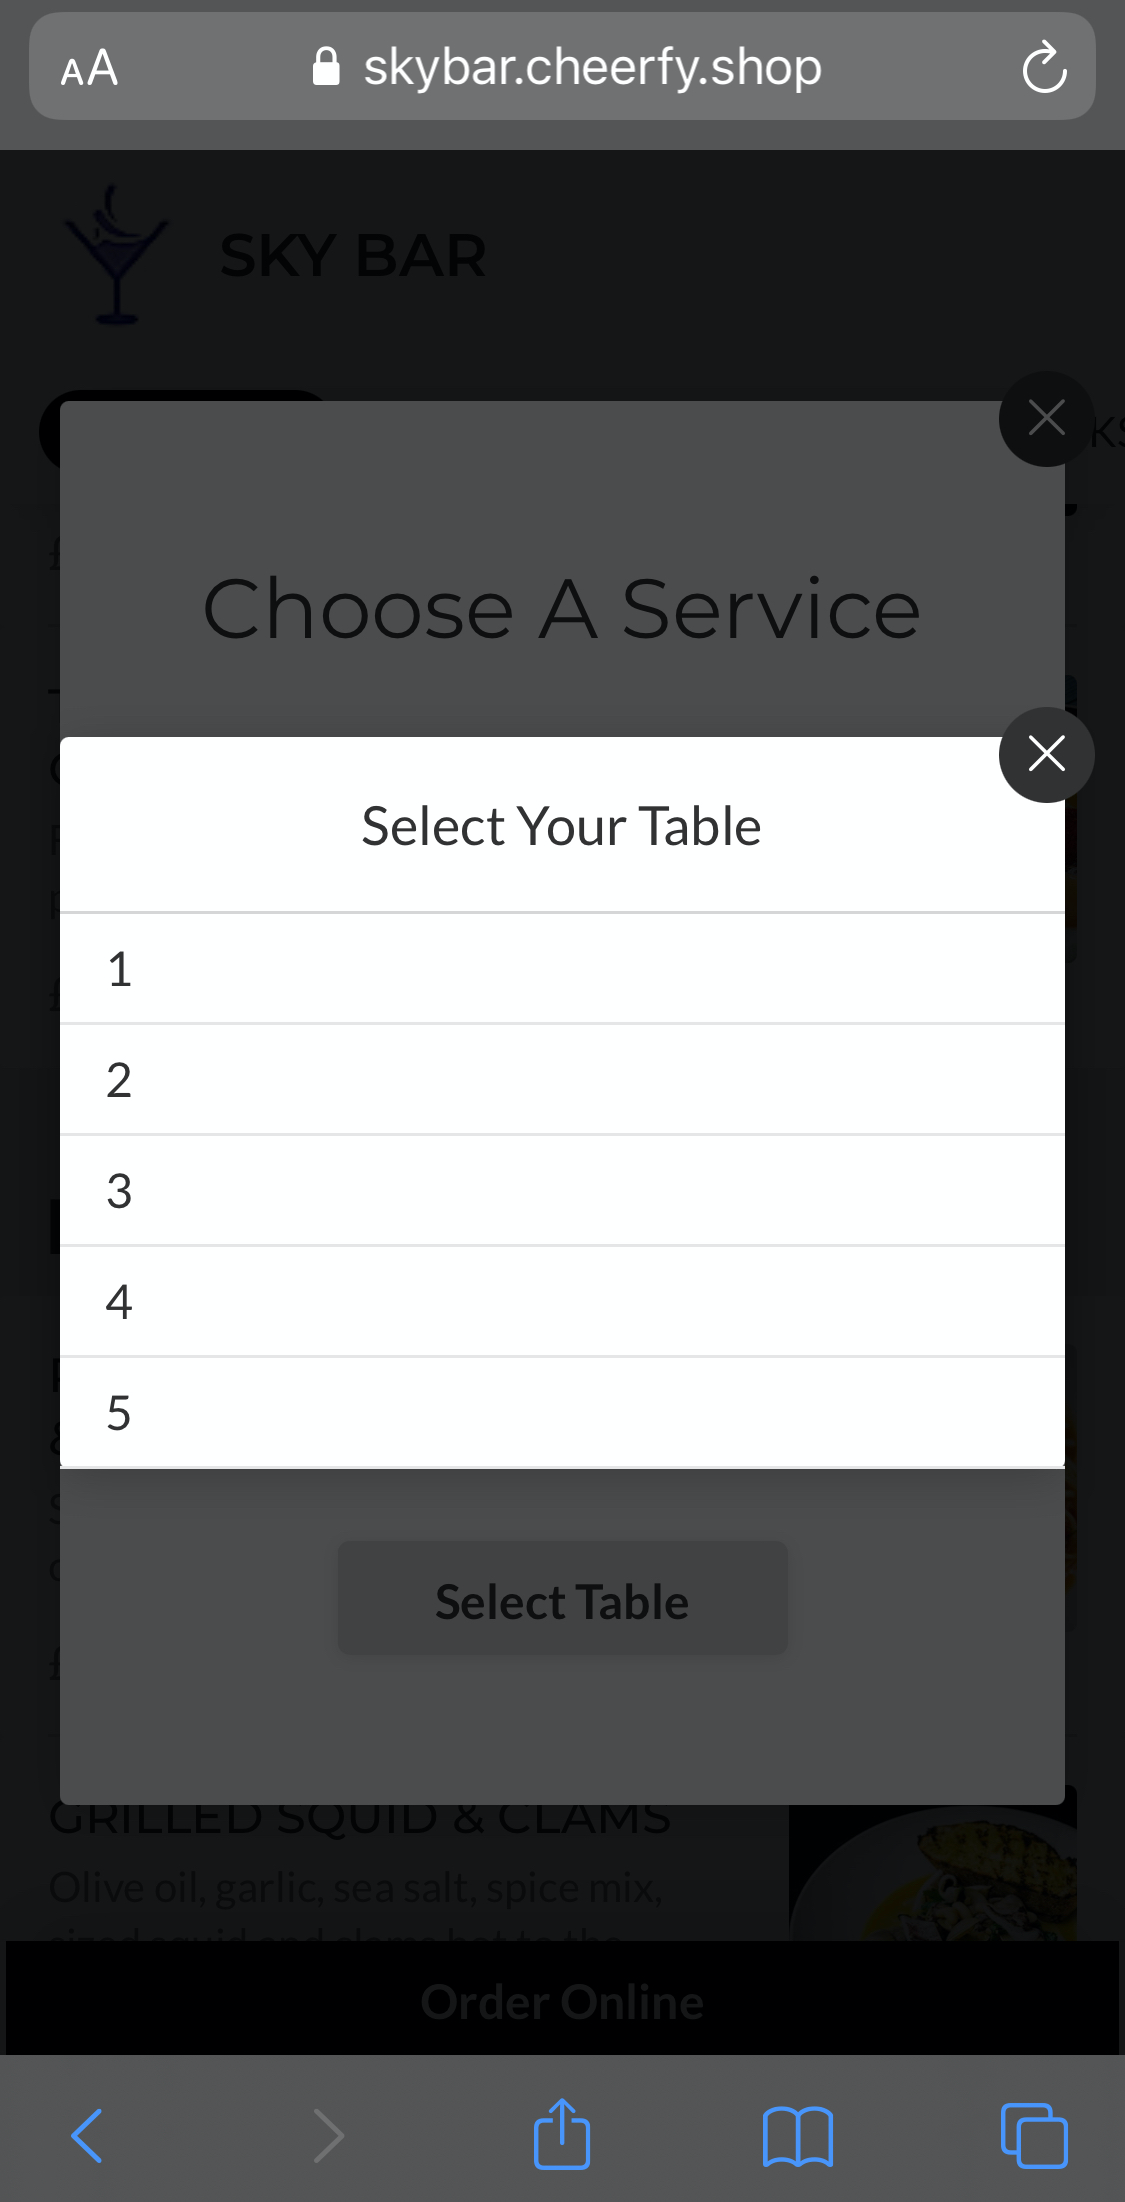 AA
skybar.cheerfy.shop
SKY BAR
Choose A Service
Select Your Table
1
2
3
4
5
Select Table
GRILLED SQUID & CLAMS
Olive oil, garlic, sea salt, spice mix,
Order Online